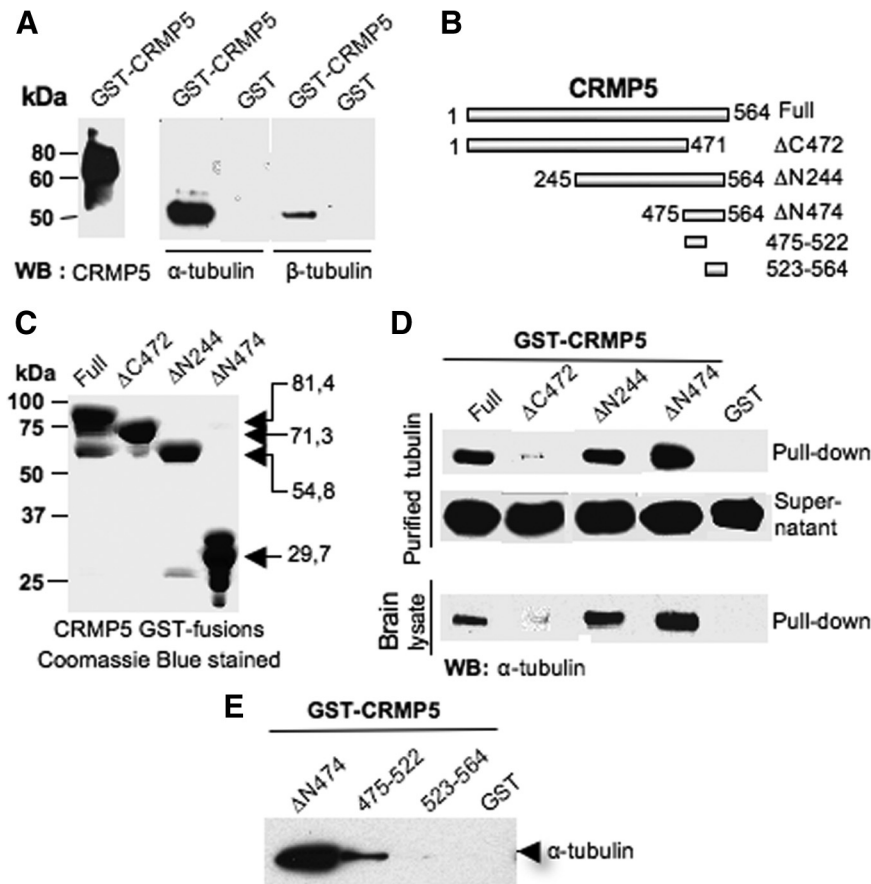 A
kDa
GST-CRMP5
GST-CRMP5
GST
GST-CRMP5
GST
80
60
50
WB : CRMP5 α-tubulin β-tubulin
B
CRMP5
1 564 Full
1 471 ΔC472
245 564 ΔN244
475 564 ΔN474
475-522
523-564
C
kDa
Full
ΔC472
ΔN244
ΔN474
100
75
50
37
25
81,4
71,3
54,8
29,7
CRMP5 GST-fusions
Coomassie Blue stained
D
GST-CRMP5
Full
ΔC472
ΔN244
ΔN474
GST
Purified tubulin
Pull-down
Super-
natant
Brain
lysate
Pull-down
WB: α-tubulin
E
GST-CRMP5
ΔN474
475-522
523-564
GST
α-tubulin